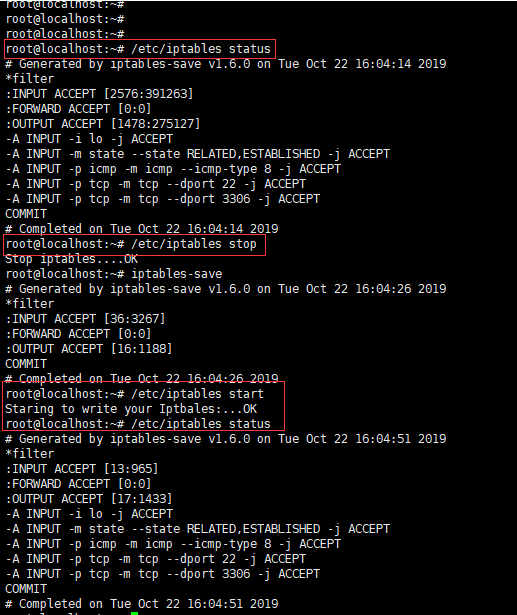 root@localhost:~#
root@localhost:~#
root@localhost:~#
root@localhost:~# /etc/iptables status
# Generated by iptables-save v1.6.0 on Tue Oct 22 16:04:14 2019
*filter
:INPUT ACCEPT [2576:391263]
:FORWARD ACCEPT [0:0]
:OUTPUT ACCEPT [1478:275127]
-A INPUT -i lo -j ACCEPT
-A INPUT -m state --state RELATED,ESTABLISHED -j ACCEPT
-A INPUT -p icmp -m icmp --icmp-type 8 -j ACCEPT
-A INPUT -p tcp -m tcp --dport 22 -j ACCEPT
-A INPUT -p tcp -m tcp --dport 3306 -j ACCEPT
COMMIT
# Completed on Tue Oct 22 16:04:14 2019
root@localhost:~# /etc/iptables stop
Stop iptables....OK
root@localhost:~# iptables-save
# Generated by iptables-save v1.6.0 on Tue Oct 22 16:04:26 2019
*filter
:INPUT ACCEPT [36:3267]
:FORWARD ACCEPT [0:0]
:OUTPUT ACCEPT [16:1188]
COMMIT
# Completed on Tue Oct 22 16:04:26 2019
root@localhost:~# /etc/iptables start
Staring to write your Iptbales:...OK
root@localhost:~# /etc/iptables status
# Generated by iptables-save v1.6.0 on Tue Oct 22 16:04:51 2019
*filter
:INPUT ACCEPT [13:965]
:FORWARD ACCEPT [0:0]
:OUTPUT ACCEPT [17:1433]
-A INPUT -i lo -j ACCEPT
-A INPUT -m state --state RELATED,ESTABLISHED -j ACCEPT
-A INPUT -p icmp -m icmp --icmp-type 8 -j ACCEPT
-A INPUT -p tcp -m tcp --dport 22 -j ACCEPT
-A INPUT -p tcp -m tcp --dport 3306 -j ACCEPT
COMMIT
# Completed on Tue Oct 22 16:04:51 2019